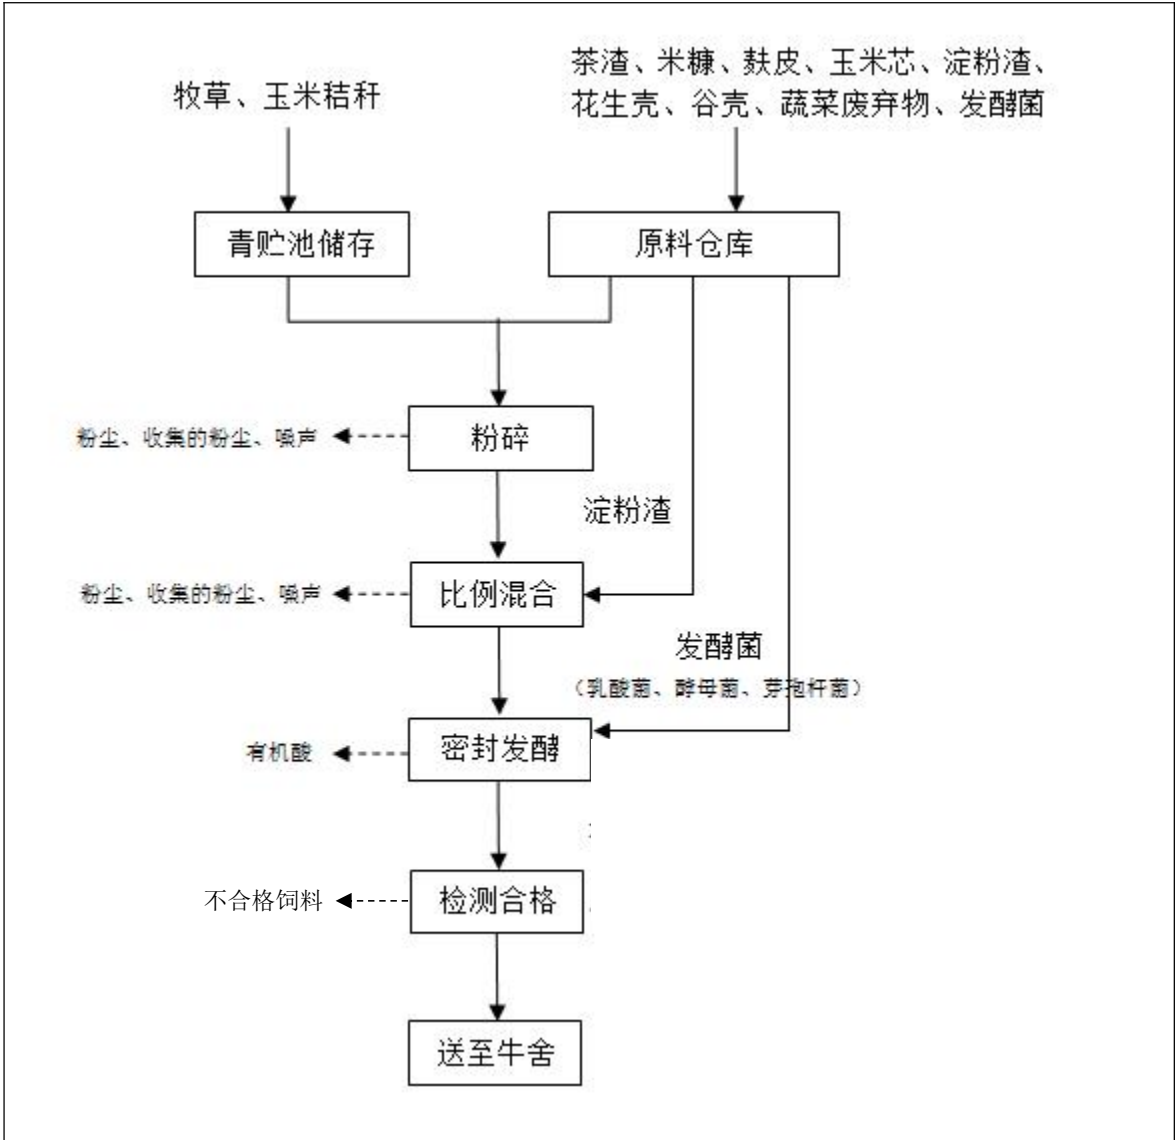 牧草、玉米秸秆
茶渣、米糠、麸皮、玉米芯、淀粉渣、
花生壳、谷壳、蔬菜废弃物、发酵菌
青贮池储存
原料仓库
粉尘、收集的粉尘、噪声
粉碎
淀粉渣
粉尘、收集的粉尘、噪声
比例混合
发酵菌
（乳酸菌、酵母菌、芽孢杆菌）
有机酸
密封发酵
不合格饲料
检测合格
送至牛舍